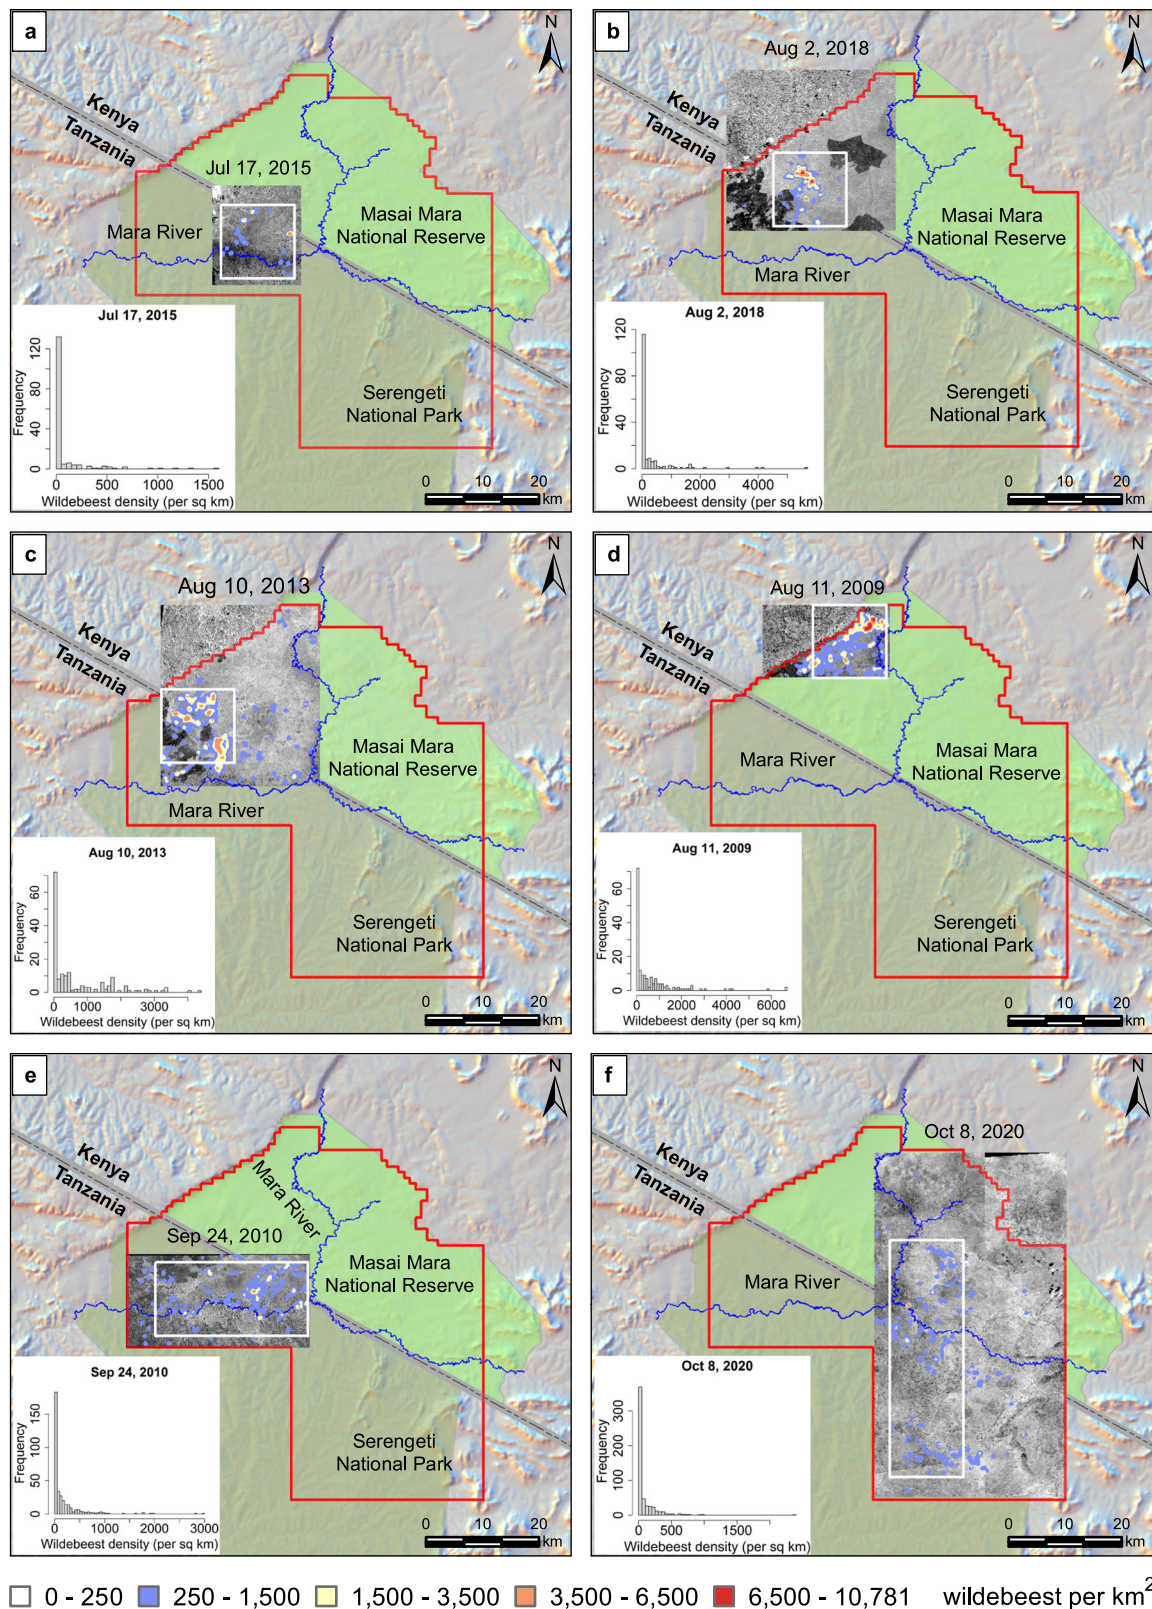 a
N
Kenya
Tanzania
Jul 17, 2015
Mara River
Masai Mara
National Reserve
Serengeti
National Park
Jul 17, 2015
Frequency
0 40 80 120
0 500 1000 1500
Wildebeest density (per sq km)
0 10 20
km
b
N
Aug 2, 2018
Kenya
Tanzania
Masai Mara
National Reserve
Mara River
Serengeti
National Park
Aug 2, 2018
Frequency
0 40 80 120
0 2000 4000
Wildebeest density (per sq km)
0 10 20
km
c
N
Aug 10, 2013
Kenya
Tanzania
Masai Mara
National Reserve
Mara River
Serengeti
National Park
Aug 10, 2013
Frequency
0 20 40 60
0 1000 3000
Wildebeest density (per sq km)
0 10 20
km
d
N
Aug 11, 2009
Kenya
Tanzania
Mara River
Masai Mara
National Reserve
Serengeti
National Park
Aug 11, 2009
Frequency
0 20 40 60
0 2000 4000 6000
Wildebeest density (per sq km)
0 10 20
km
e
N
Kenya
Tanzania
Mara River
Sep 24, 2010
Masai Mara
National Reserve
Serengeti
National Park
Sep 24, 2010
Frequency
0 50 100 150
0 1000 2000 3000
Wildebeest density (per sq km)
0 10 20
km
f
N
Oct 8, 2020
Kenya
Tanzania
Mara River
Oct 8, 2020
Frequency
0 100 200 300
0 500 1500
Wildebeest density (per sq km)
0 10 20
km
0 - 250 250 - 1,500 1,500 - 3,500 3,500 - 6,500 6,500 - 10,781 wildebeest per km²